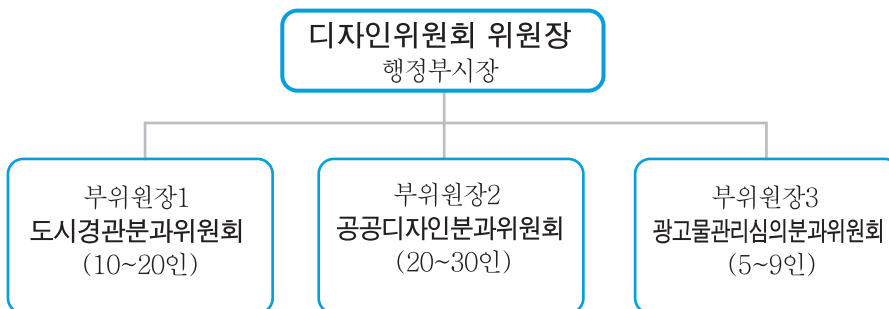 디자인위원회 위원장
행정부시장
부위원장1
도시경관분과위원회
(10~20인)
부위원장2
공공디자인분과위원회
(20~30인)
부위원장3
광고물관리심의분과위원회
(5~9인)